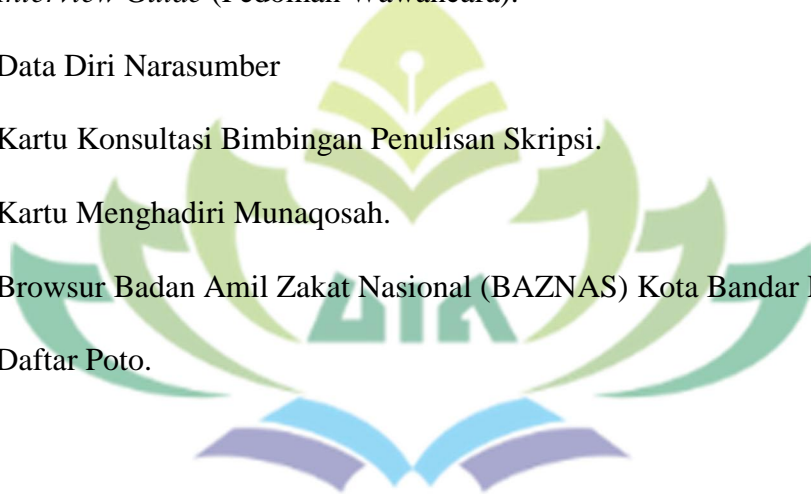 Interview Guide (Pedoman Wawancara).
Data Diri Narasumber
Kartu Konsultasi Bimbingan Penulisan Skripsi.
Kartu Menghadiri Munaqosah.
Browsur Badan Amil Zakat Nasional (BAZNAS) Kota Bandar
Daftar Poto.